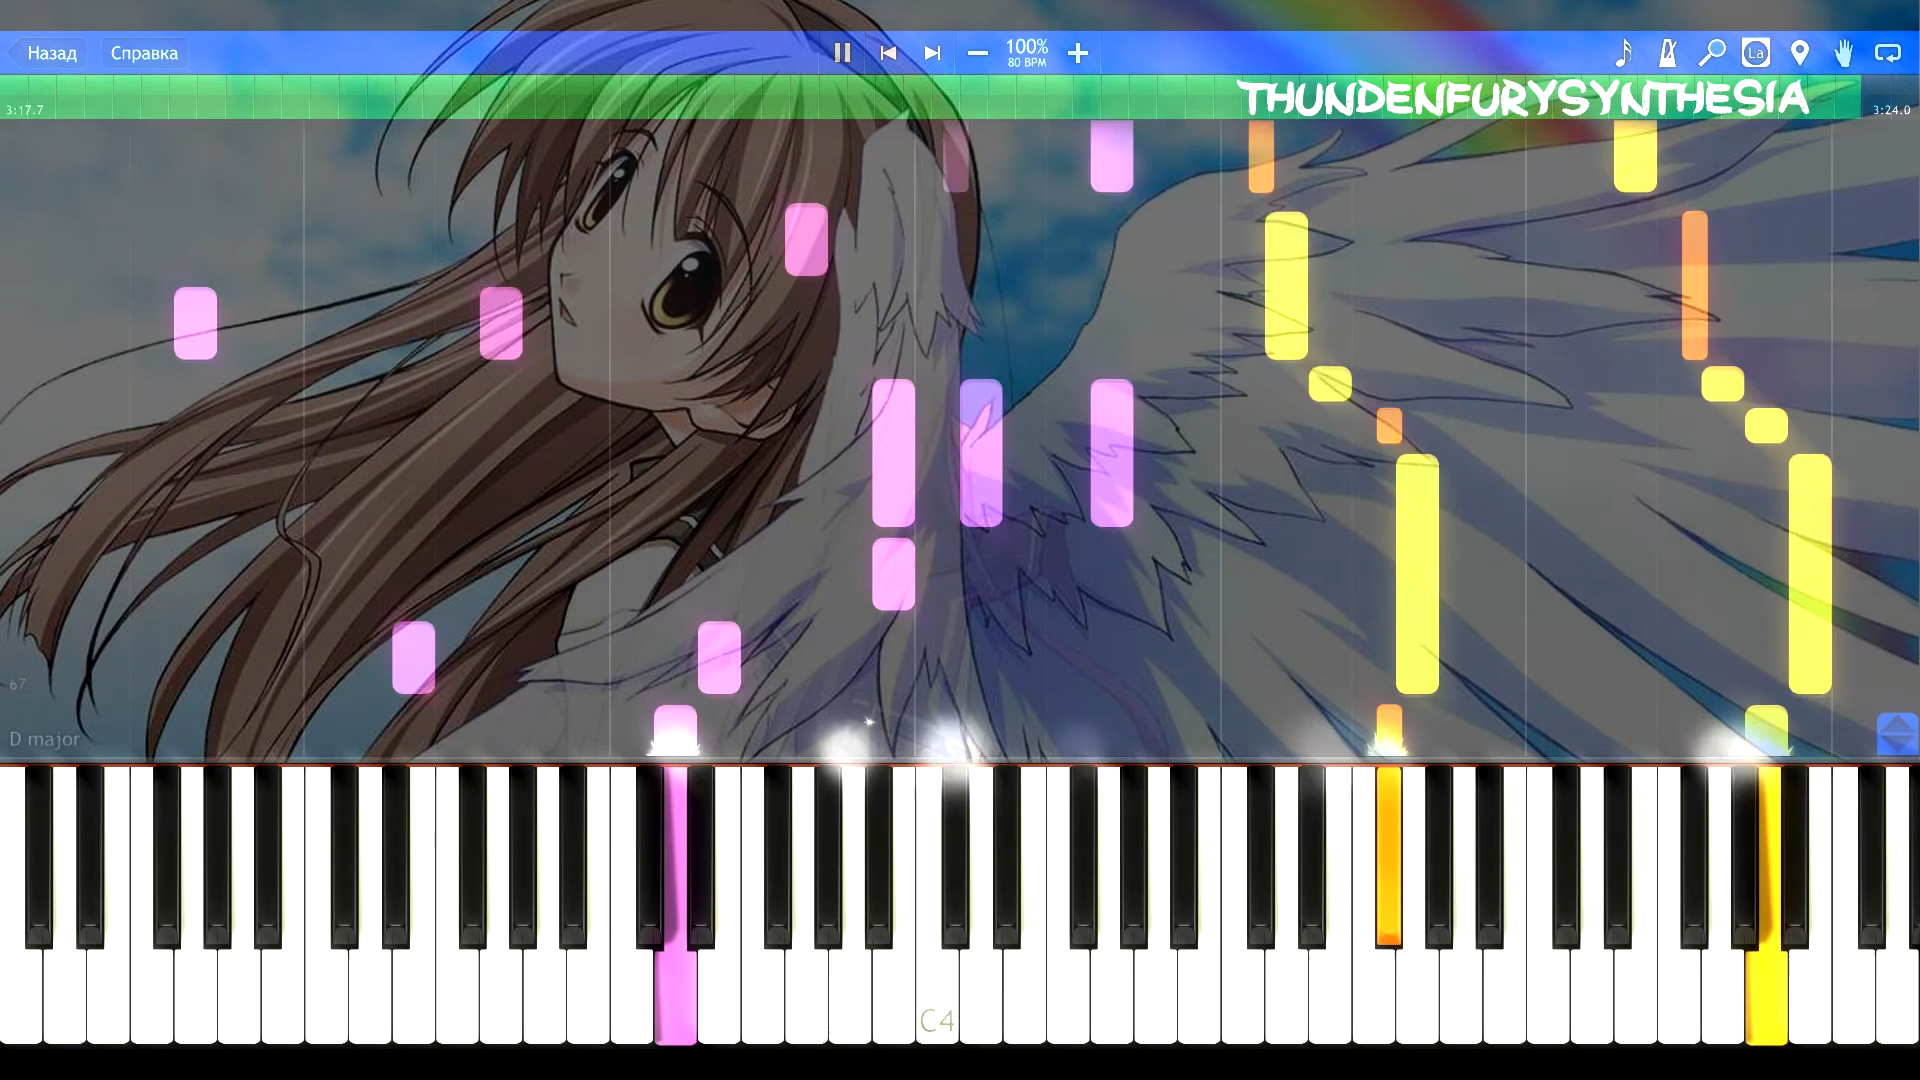 Назад
Справка
100%
80 BPM
La
3:17.7
THUNDENFURYSYNTHESIA
3:24.0
67
D major
C4